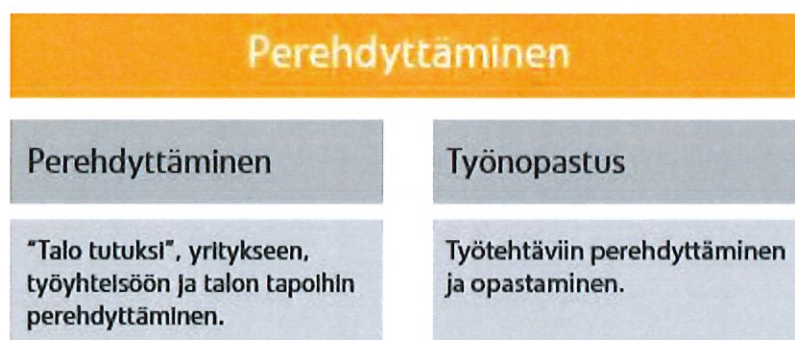 Perehdyttäminen
Perehdyttäminen
"Talo tutuksi", yritykseen,
työyhteisöön ja talon tapoihin
perehdyttäminen.
Työnopastus
Työtehtäviin perehdyttäminen
ja opastaminen.